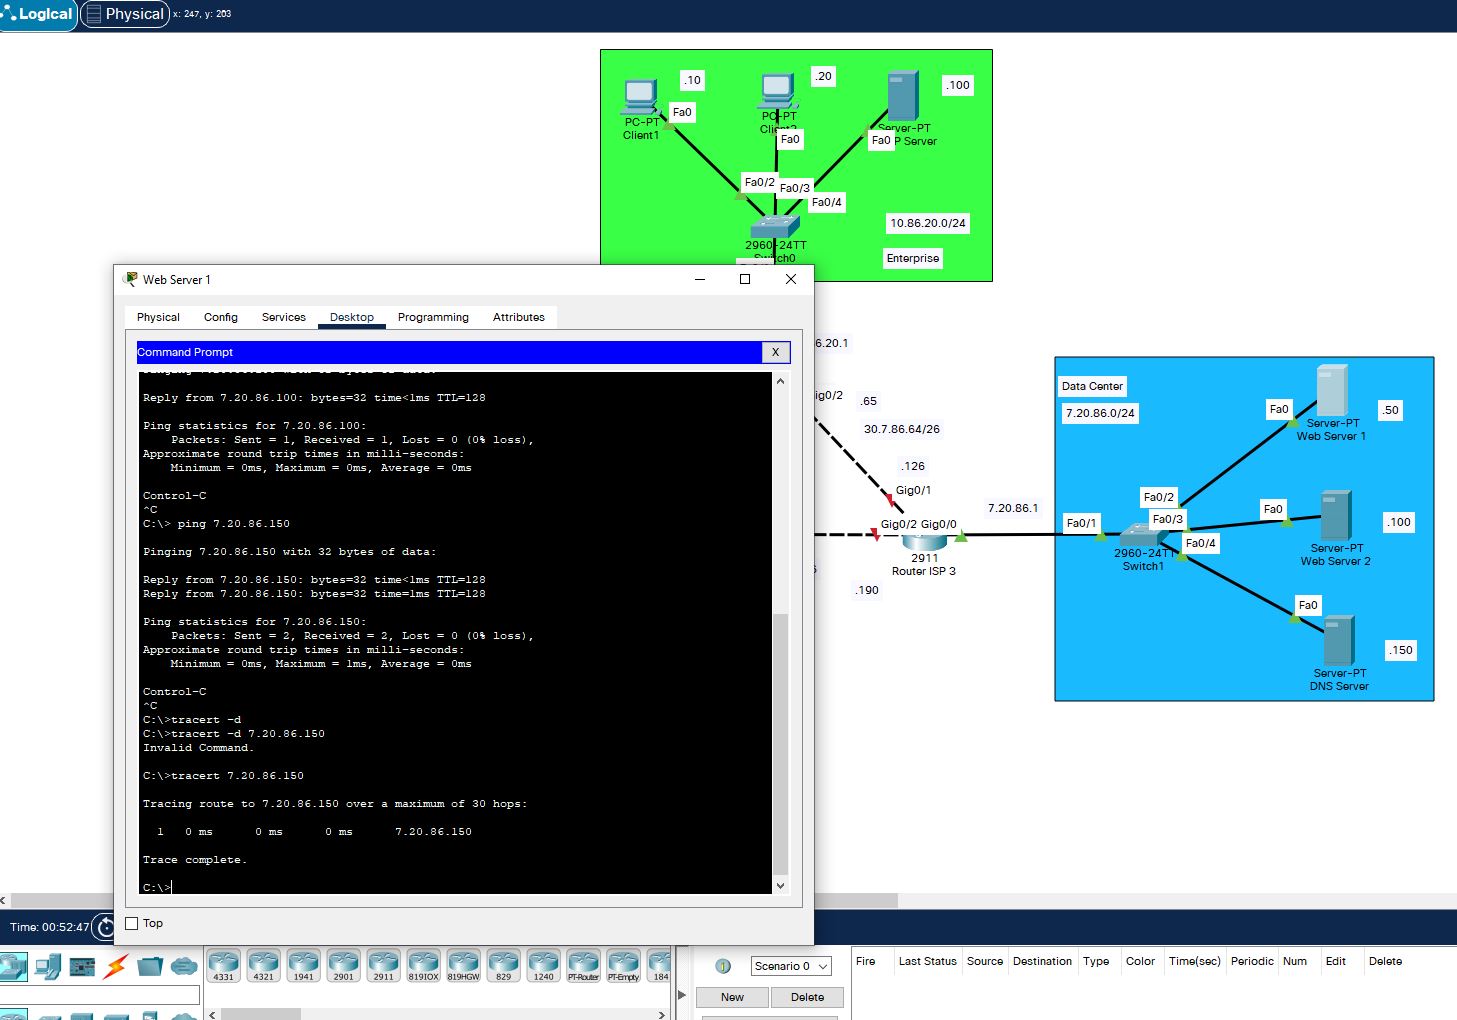 Logical
Physical
x: 247, y: 203
.10
.20
.100
Fa0
PC-PT
Client1
PC-PT
Fa0
Server-PT
Fa0
P Server
Fa0/2
Fa0/3
Fa0/4
10.86.20.0/24
2960-24TT
Switch0
Enterprise
Web Server 1
Physical
Config
Services
Desktop
Programming
Attributes
Command Prompt
X
Reply from 7.20.86.100: bytes=32 time<1ms TTL=128
Ping statistics for 7.20.86.100:
Packets: Sent = 1, Received = 1, Lost = 0 (0% loss),
Approximate round trip times in milli-seconds:
Minimum = 0ms, Maximum = 0ms, Average = 0ms
Control-C
^C
C:\> ping 7.20.86.150
Pinging 7.20.86.150 with 32 bytes of data:
Reply from 7.20.86.150: bytes=32 time<1ms TTL=128
Reply from 7.20.86.150: bytes=32 time=1ms TTL=128
Ping statistics for 7.20.86.150:
Packets: Sent = 2, Received = 2, Lost = 0 (0% loss),
Approximate round trip times in milli-seconds:
Minimum = 0ms, Maximum = 1ms, Average = 0ms
Control-C
^C
C:\>tracert -d
C:\>tracert -d 7.20.86.150
Invalid Command.
C:\>tracert 7.20.86.150
Tracing route to 7.20.86.150 over a maximum of 30 hops:
1 0 ms 0 ms 0 ms 7.20.86.150
Trace complete.
C:\>
Top
6.20.1
ig0/2
.65
30.7.86.64/26
.126
Gig0/1
7.20.86.1
Gig0/2 Gig0/0
2911
Router ISP 3
.190
Data Center
7.20.86.0/24
Fa0
.50
Server-PT
Web Server 1
Fa0/2
Fa0/1
Fa0/3
Fa0
.100
Fa0/4
2960-24TT
Switch1
Server-PT
Web Server 2
Fa0
.150
Server-PT
DNS Server
Time: 00:52:47
4331
4321
1941
2901
2911
819IOX
819HGW
829
1240
PT-Router
PT-Empty
184
Scenario 0
New
Delete
Fire
Last Status
Source
Destination
Type
Color
Time(sec)
Periodic
Num
Edit
Delete